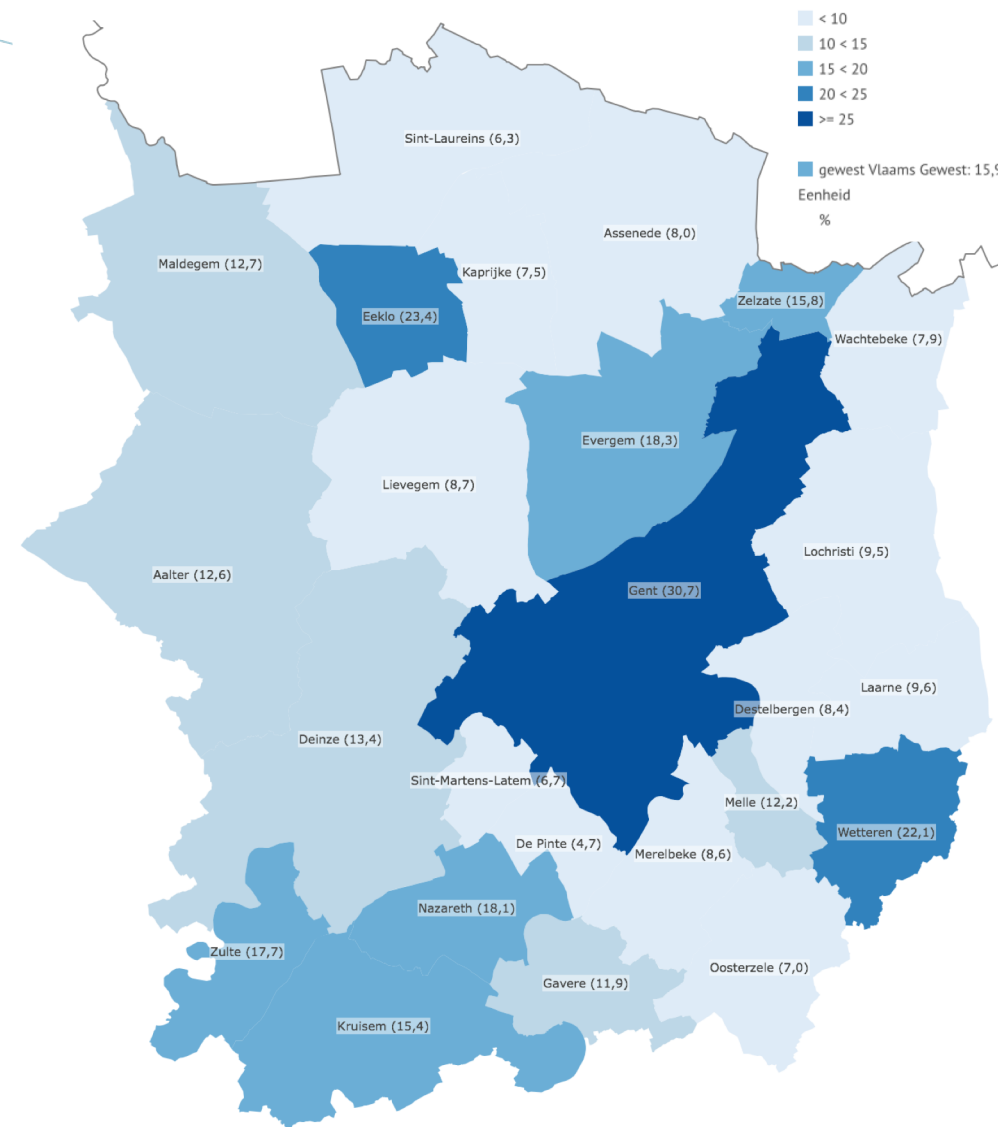 < 10
10 < 15
15 < 20
20 < 25
>= 25
gewest Vlaams Gewest: 15,9
Eenheid
%
Sint-Laureins (6,3)
Assenede (8,0)
Maldegem (12,7)
Kaprijke (7,5)
Zelzate (15,8)
Eeklo (23,4)
Wachtebeke (7,9)
Evergem (18,3)
Lievegem (8,7)
Lochristi (9,5)
Aalter (12,6)
Gent (30,7)
Laarne (9,6)
Destelbergen (8,4)
Deinze (13,4)
Sint-Martens-Latem (6,7)
Melle (12,2)
Wetteren (22,1)
De Pinte (4,7)
Merelbeke (8,6)
Nazareth (18,1)
Zulte (17,7)
Oosterzele (7,0)
Gavere (11,9)
Kruisem (15,4)